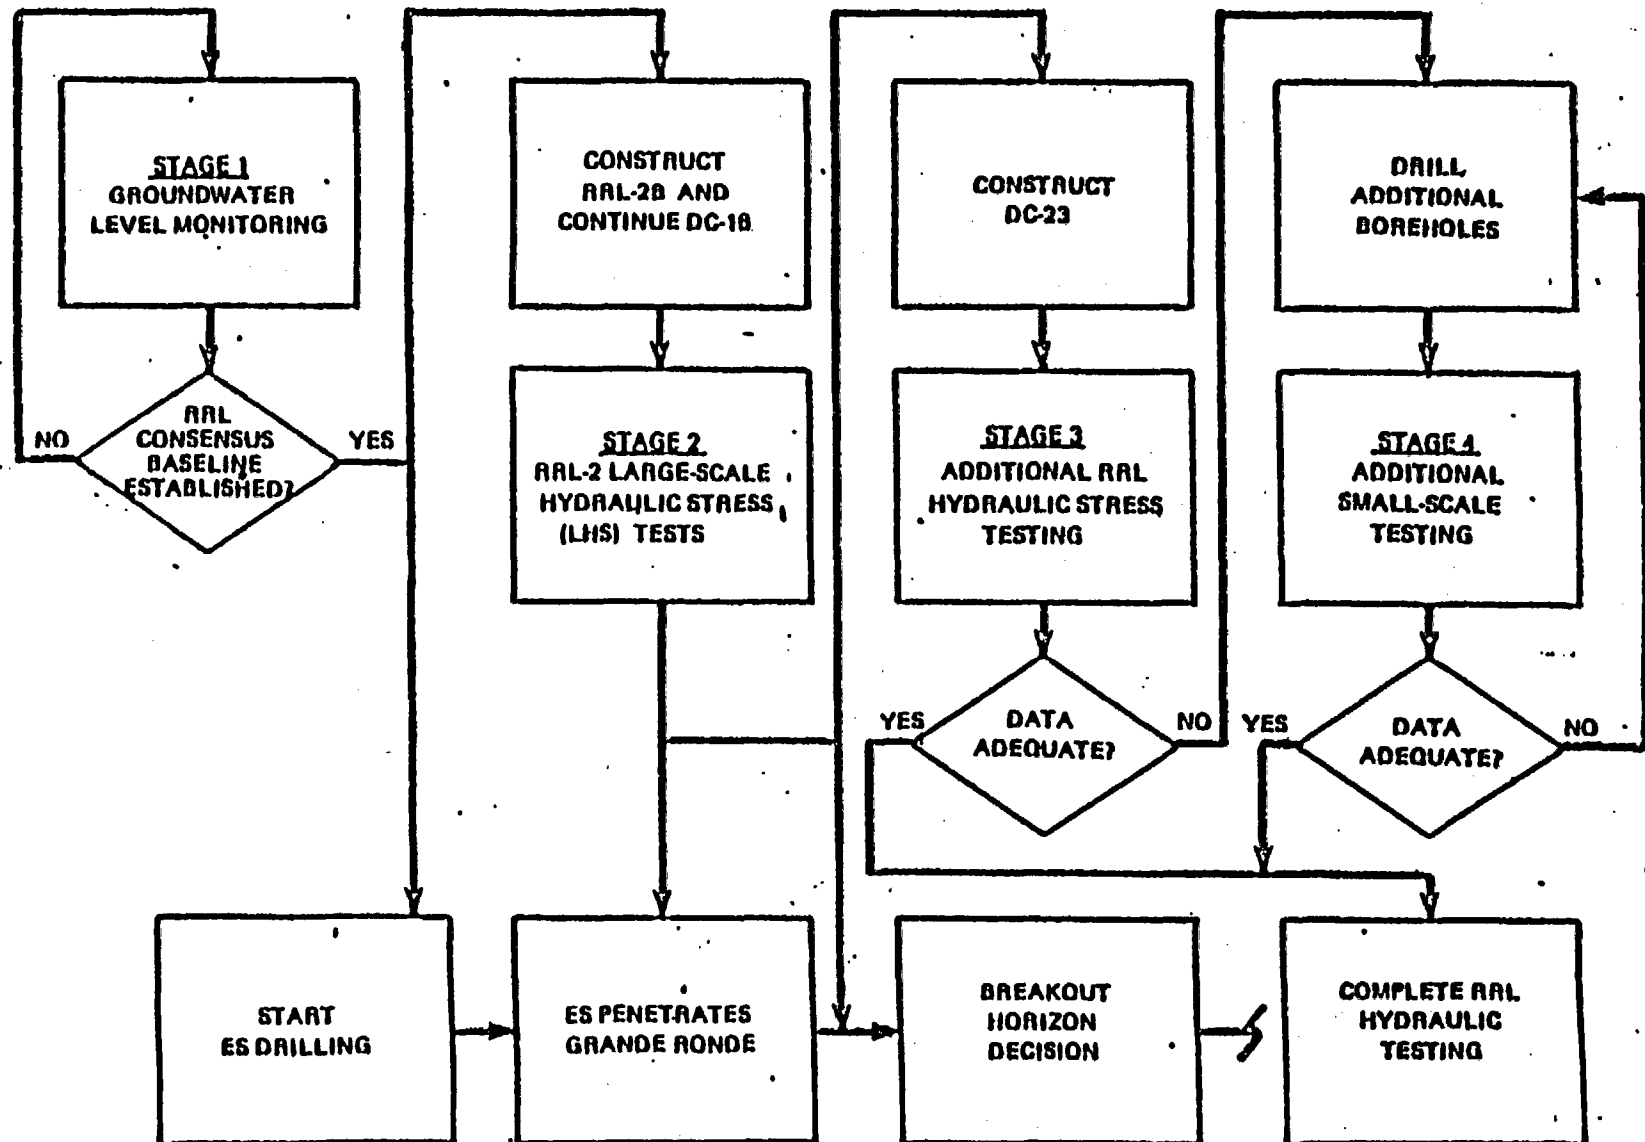 STAGE 1
GROUNDWATER
LEVEL MONITORING
RRL
CONSENSUS
BASELINE
ESTABLISHED?
NO
YES
CONSTRUCT
RRL-2B AND
CONTINUE DC-18
STAGE 2
RRL-2 LARGE-SCALE
HYDRAULIC STRESS
(LHS) TESTS
CONSTRUCT
DC-23
STAGE 3
ADDITIONAL RRL
HYDRAULIC STRESS
TESTING
YES
DATA
ADEQUATE?
NO
DRILL
ADDITIONAL
BOREHOLES
STAGE 4
ADDITIONAL
SMALL-SCALE
TESTING
YES
DATA
ADEQUATE?
NO
START
ES DRILLING
ES PENETRATES
GRANDE RONDE
BREAKOUT
HORIZON
DECISION
COMPLETE RRL
HYDRAULIC
TESTING